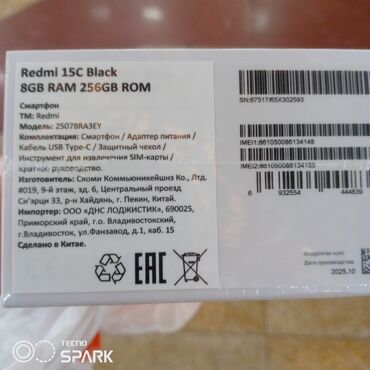 Redmi 15C Black
8GB RAM 256GB ROM
Смартфон
ТМ: Redmi
Модель: 25078RA3EY
Комплектация: Смартфон / Адаптер питания /
Кабель USB Type-C / Защитный чехол /
Инструмент для извлечения SIM-карты /
Краткое руководство.
Изготовитель: Сяоми Коммьюникейшнз Ко., Лтд.
#019, 9-й этаж, зд. 6, Центральный проезд
Си'эрци 33, р-н Хайдянь, г. Пекин, Китай.
Импортер: ООО «ДНС ЛОДЖИСТИК», 690025,
Приморский край, г.о. Владивостокский,
г.Владивосток, ул.Фанзавод, д.1, каб. 15
Сделано в Китае.
EAC
SN:67517/65X302593
IMEI1:861050086134148
IMEI2:861050086134155
6 932554 444839
2025.10
TECNO
SPARK